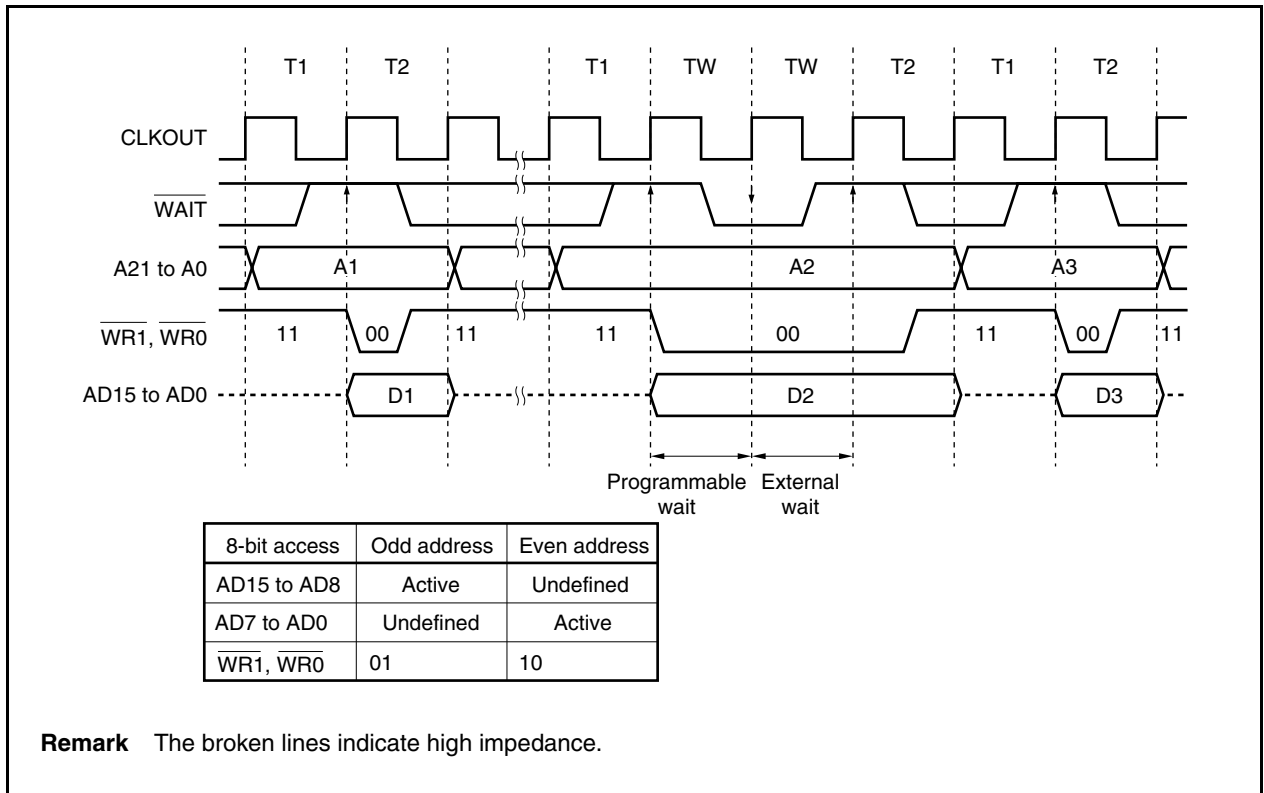 T1 T2 T1 TW TW T2 T1 T2
CLKOUT
WAIT
A21 to A0 A1 A2 A3
WR1, WR0 11 00 11 11 00 11 00 11
AD15 to AD0 D1 D2 D3
Programmable wait
External wait
8-bit access Odd address Even address
AD15 to AD8 Active Undefined
AD7 to AD0 Undefined Active
WR1, WR0 01 10
Remark The broken lines indicate high impedance.